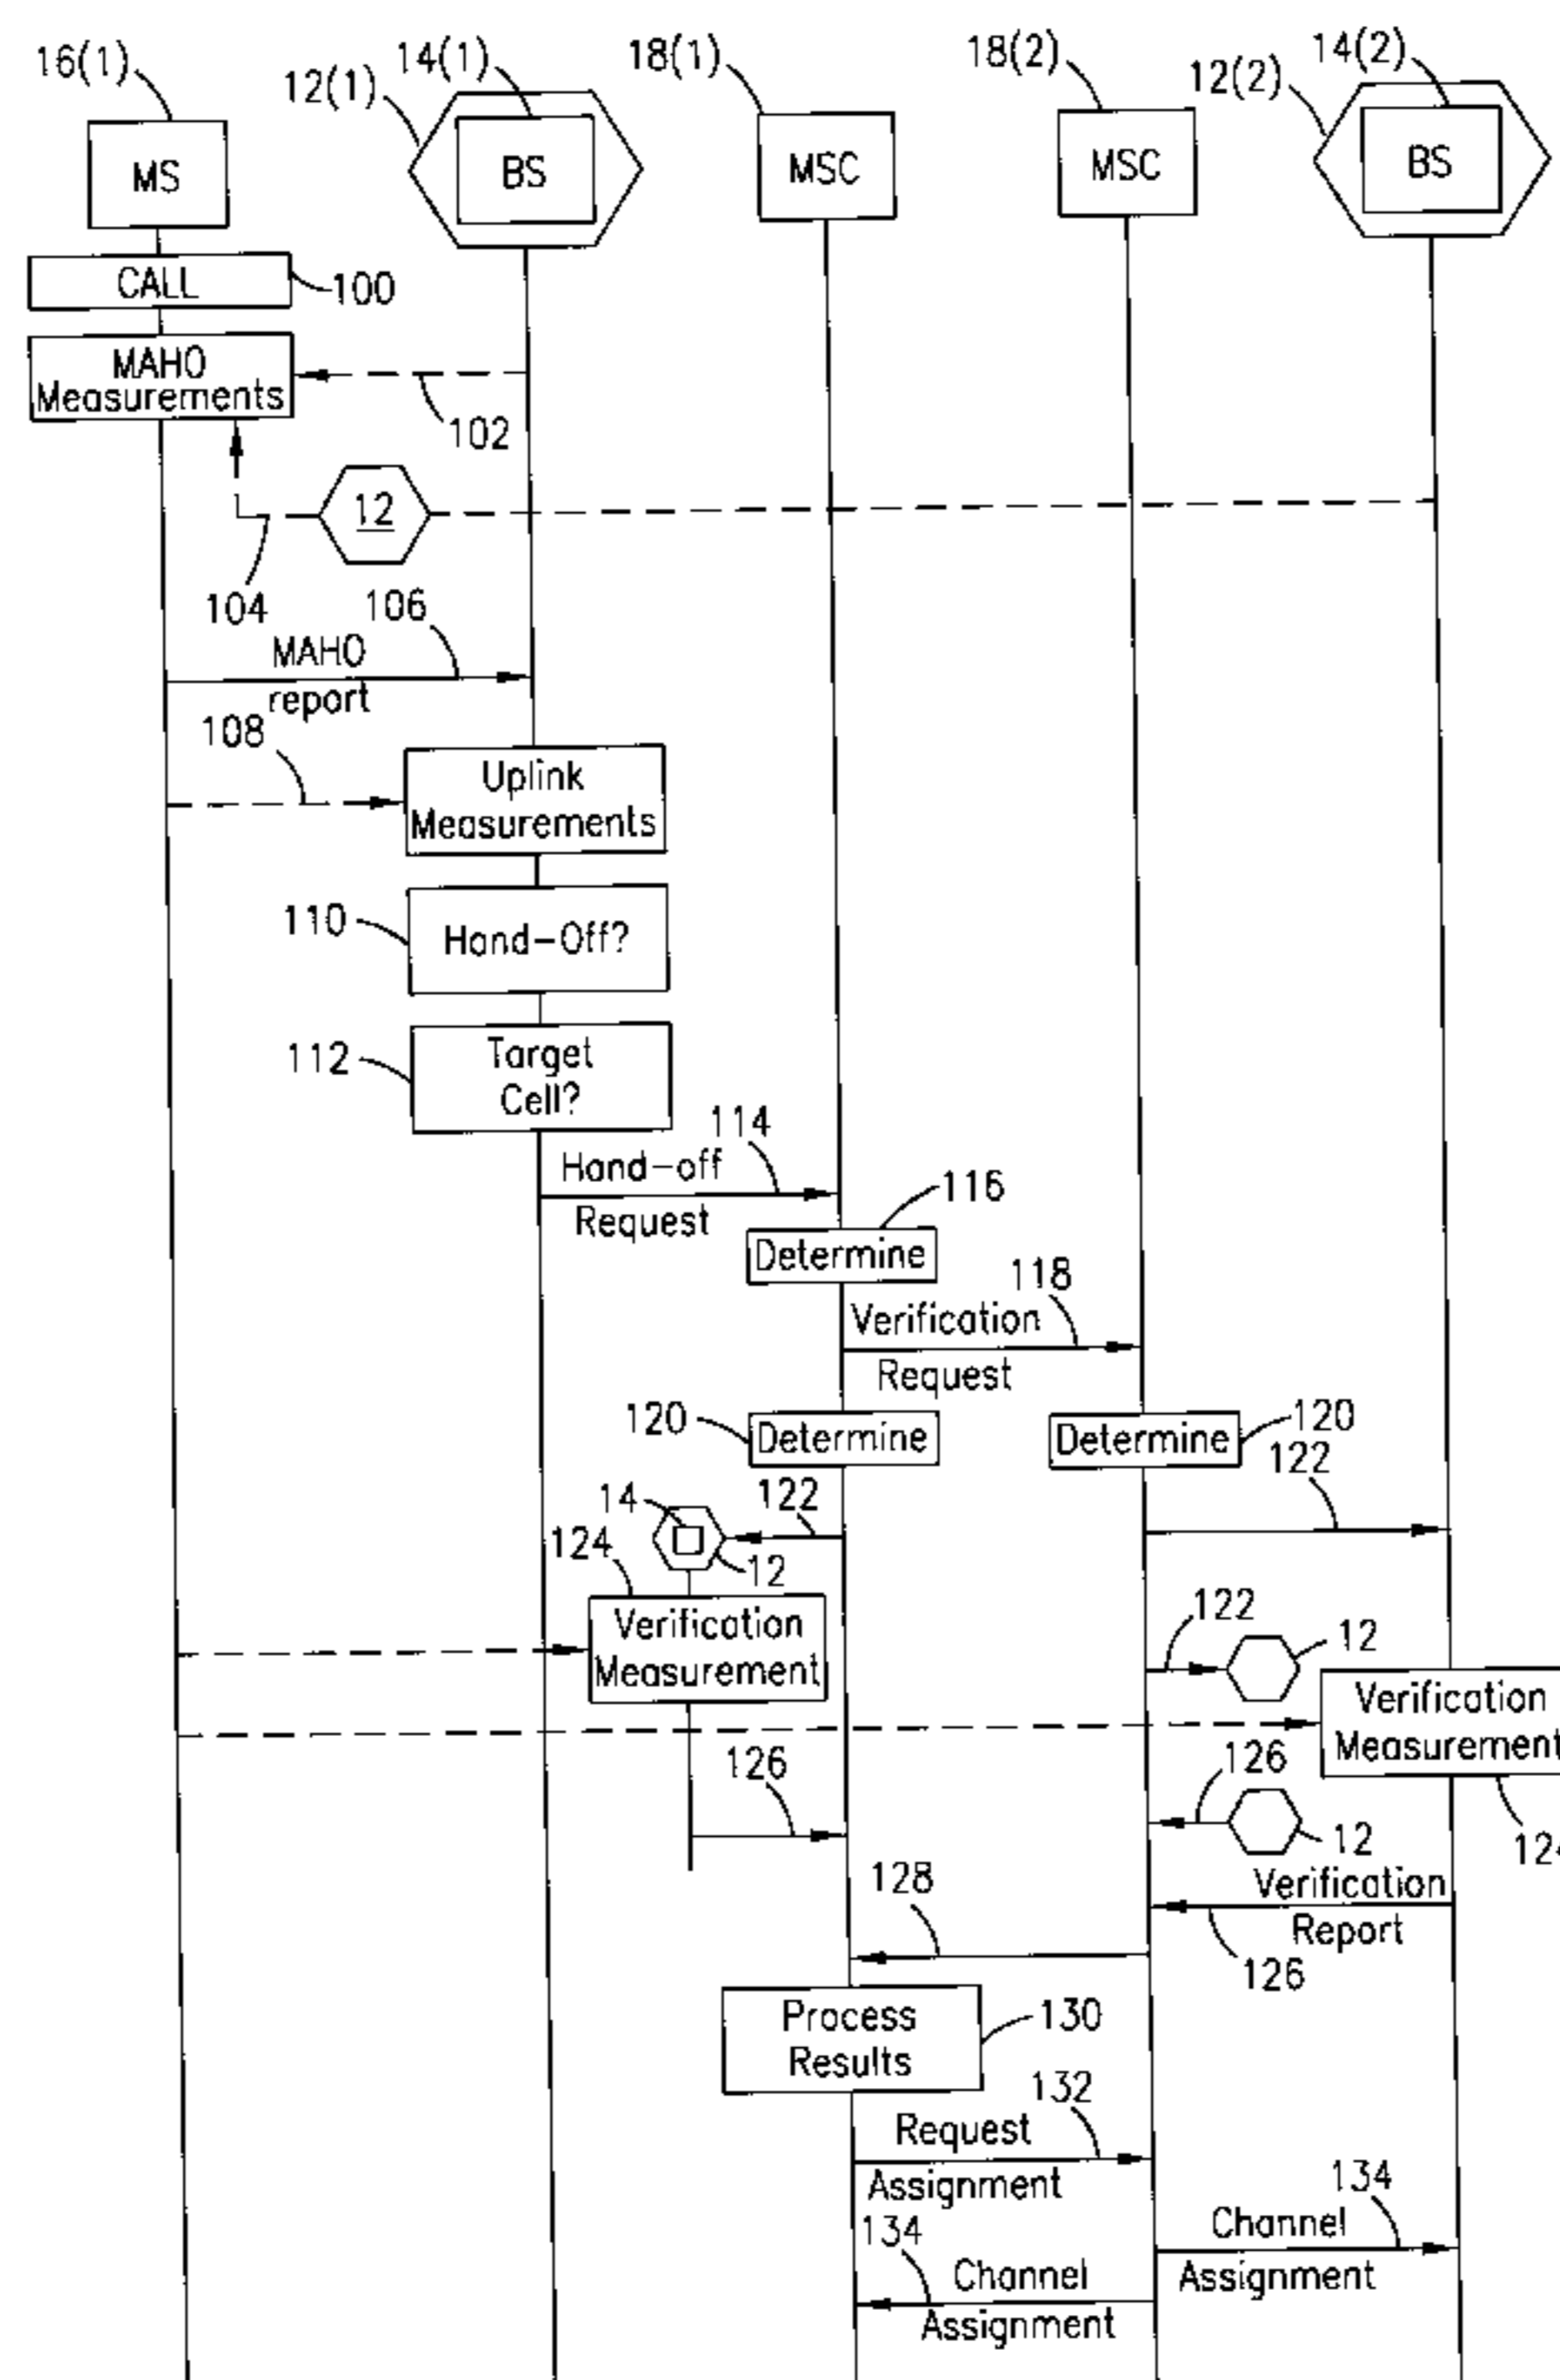 16(1)
12(1)
14(1)
18(1)
18(2)
12(2)
14(2)
MS
BS
MSC
MSC
BS
CALL
100
MAHO
Measurements
102
12
104
106
MAHO
report
108
Uplink
Measurements
110
Hand-Off?
112
Target
Cell?
114
Hand-off
Request
116
Determine
118
Verification
Request
120
Determine
Determine
120
122
14
122
12
124
Verification
Measurement
122
12
Verification
Measurement
126
126
12
124
128
Verification
Report
126
Process
Results
130
132
Request
Assignment
134
Channel
Assignment
134
Channel
Assignment